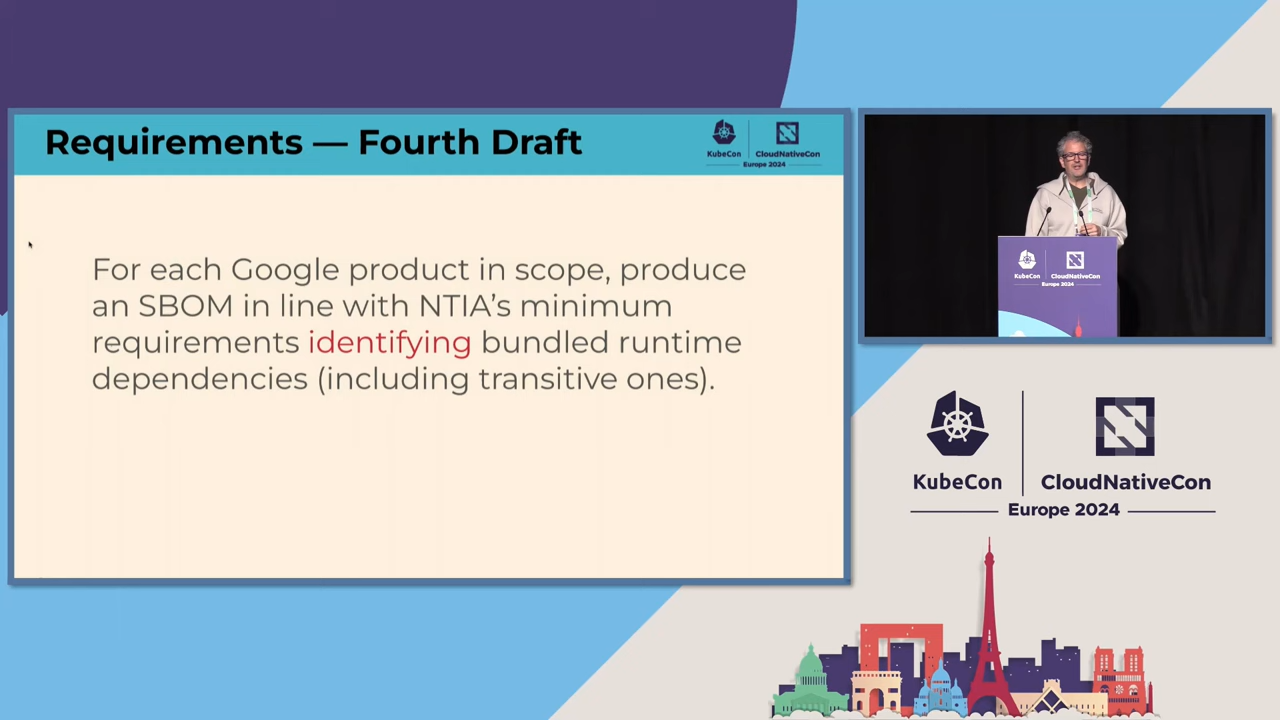 Requirements — Fourth Draft
KubeCon
CloudNativeCon
Europe 2024
For each Google product in scope, produce
an SBOM in line with NTIA’s minimum
requirements identifying bundled runtime
dependencies (including transitive ones).
KubeCon
CloudNativeCon
Europe 2024
KubeCon
CloudNativeCon
Europe 2024